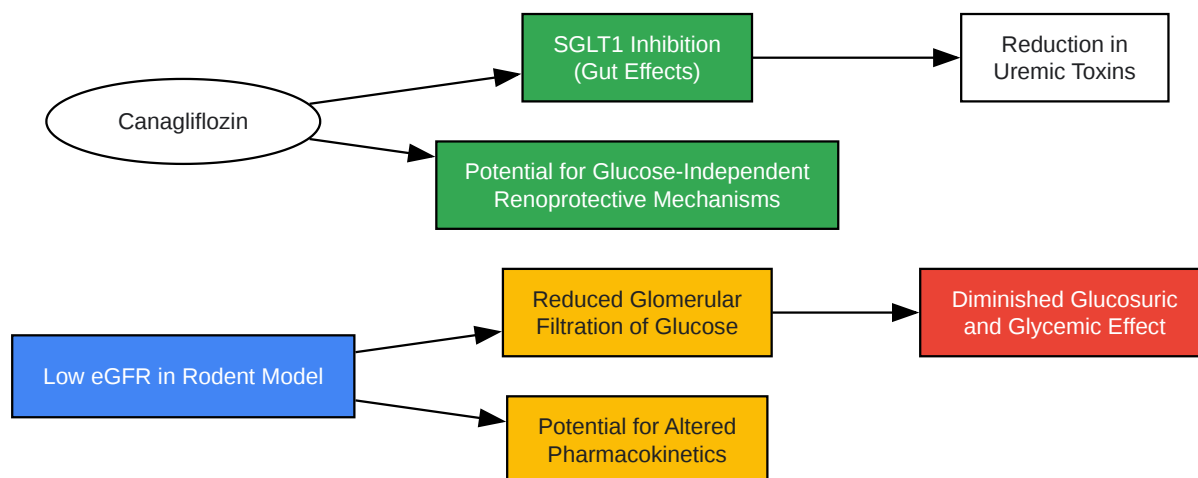 SGLT1 Inhibition
(Gut Effects)
Reduction in
Uremic Toxins
Canagliflozin
Potential for Glucose-Independent
Renoprotective Mechanisms
Reduced Glomerular
Filtration of Glucose
Diminished Glucosuric
and Glycemic Effect
Low eGFR in Rodent Model
Potential for Altered
Pharmacokinetics